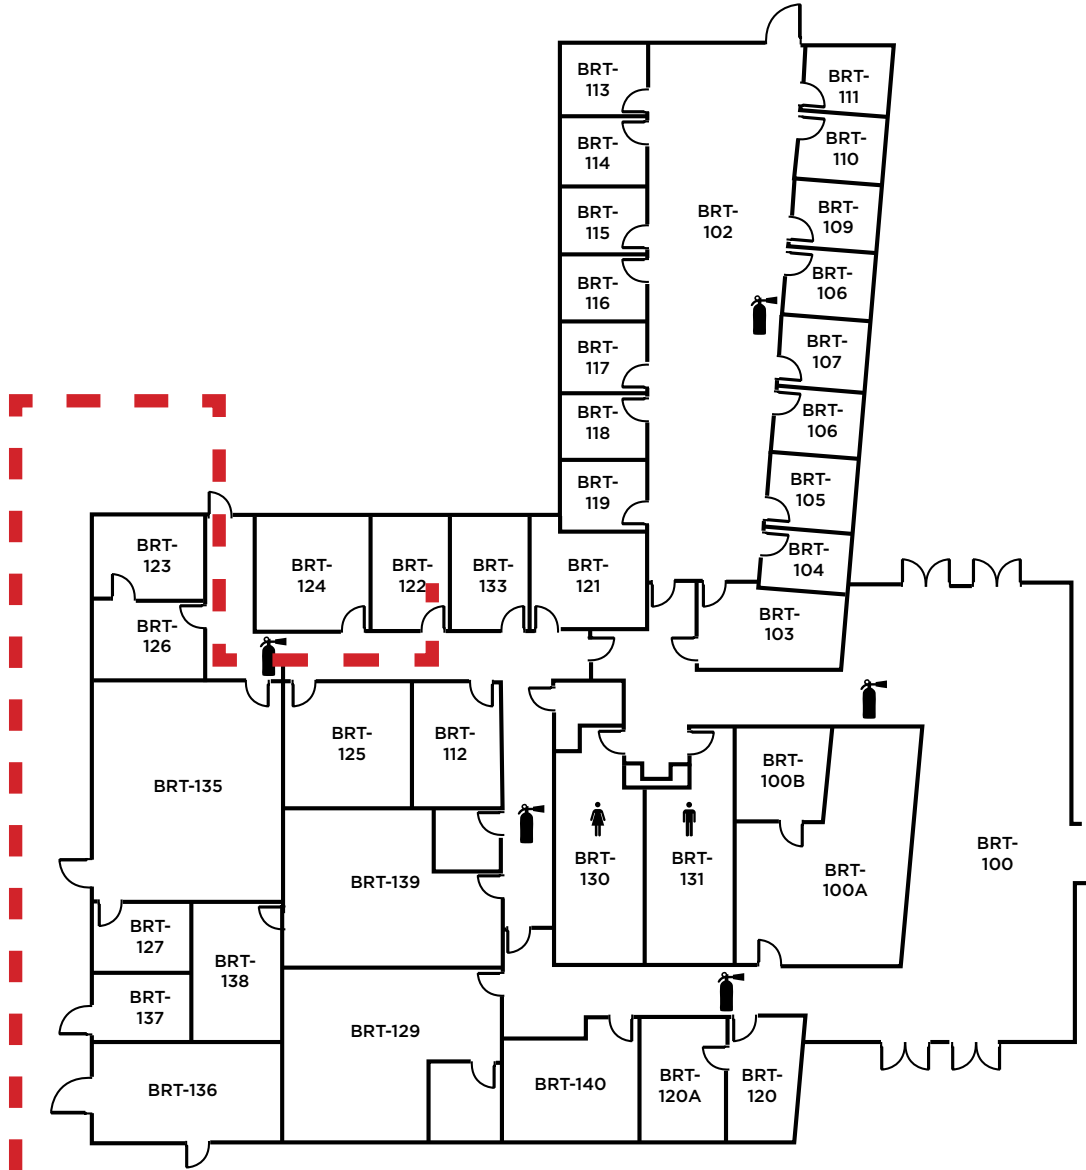 BRT-
113
BRT-
111
BRT-
114
BRT-
110
BRT-
115
BRT-
102
BRT-
109
BRT-
116
BRT-
106
BRT-
117
BRT-
107
BRT-
118
BRT-
106
BRT-
119
BRT-
105
BRT-
123
BRT-
124
BRT-
122
BRT-
133
BRT-
121
BRT-
104
BRT-
126
BRT-
103
BRT-
125
BRT-
112
BRT-135
BRT-
100B
BRT-139
BRT-
130
BRT-
131
BRT-
100A
BRT-
100
BRT-
127
BRT-
138
BRT-
137
BRT-129
BRT-136
BRT-140
BRT-
120A
BRT-
120